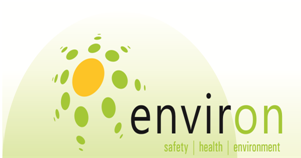 environ
safety | health | environment